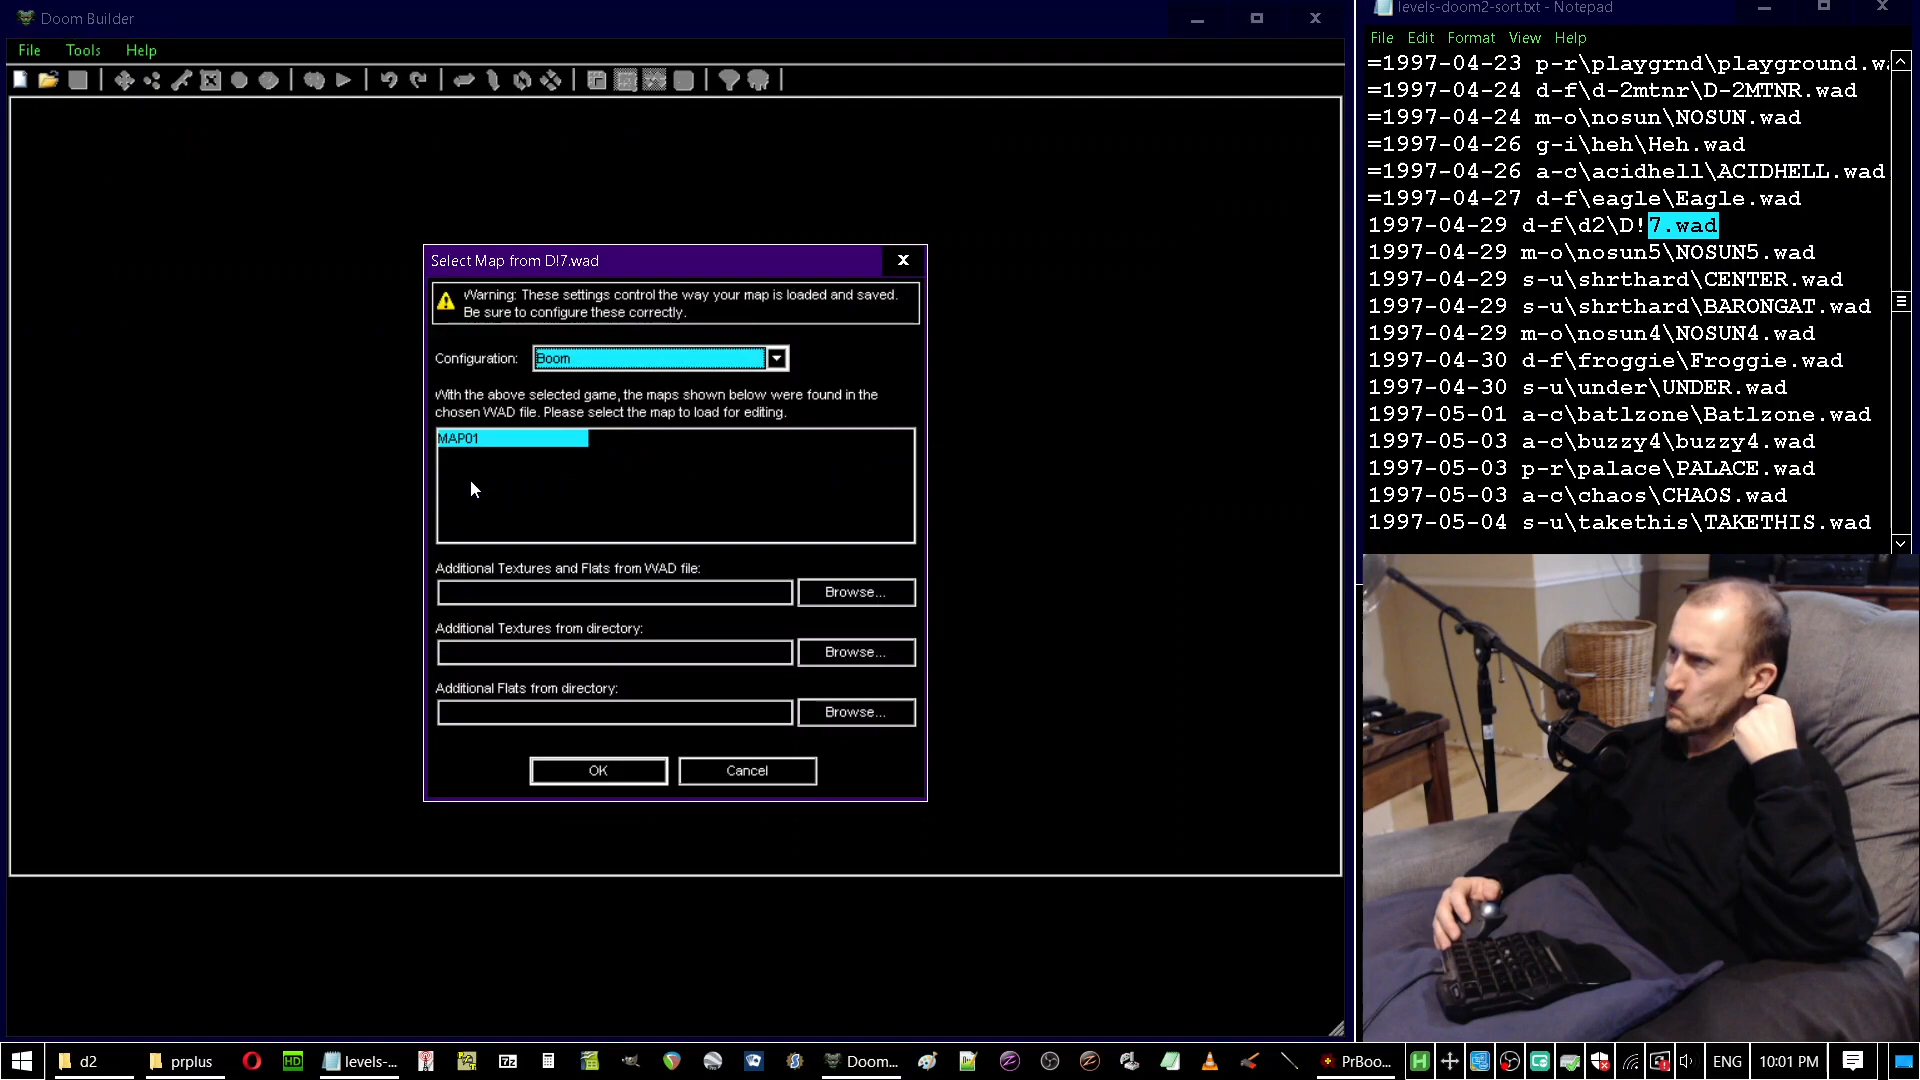 Doom Builder
File Tools Help
Select Map from D!7.wad
Warning: These settings control the way your map is loaded and saved.
Be sure to configure these correctly.
Configuration: Boom
With the above selected game, the maps shown below were found in the
chosen WAD file. Please select the map to load for editing.
MAP01
Additional Textures and Flats from WAD file:
Browse...
Additional Textures from directory:
Browse...
Additional Flats from directory:
Browse...
OK Cancel
levels-doom2-sort.txt - Notepad
File Edit Format View Help
=1997-04-23 p-r\playgrnd\playground.wa
=1997-04-24 d-f\d-2mtnr\D-2MTNR.wad
=1997-04-24 m-o\nosun\NOSUN.wad
=1997-04-26 g-i\heh\Heh.wad
=1997-04-26 a-c\acidhell\ACIDHELL.wad
=1997-04-27 d-f\eagle\Eagle.wad
1997-04-29 d-f\d2\D!7.wad
1997-04-29 m-o\nosun5\NOSUN5.wad
1997-04-29 s-u\shrthard\CENTER.wad
1997-04-29 s-u\shrthard\BARONGAT.wad
1997-04-29 m-o\nosun4\NOSUN4.wad
1997-04-30 d-f\froggie\Froggie.wad
1997-04-30 s-u\under\UNDER.wad
1997-05-01 a-c\batlzone\Batlzone.wad
1997-05-03 a-c\buzzy4\buzzy4.wad
1997-05-03 p-r\palace\PALACE.wad
1997-05-03 a-c\chaos\CHAOS.wad
1997-05-04 s-u\takethis\TAKETHIS.wad
d2 prplus HD levels-... 7z Doom... PrBoo... H ENG 10:01 PM